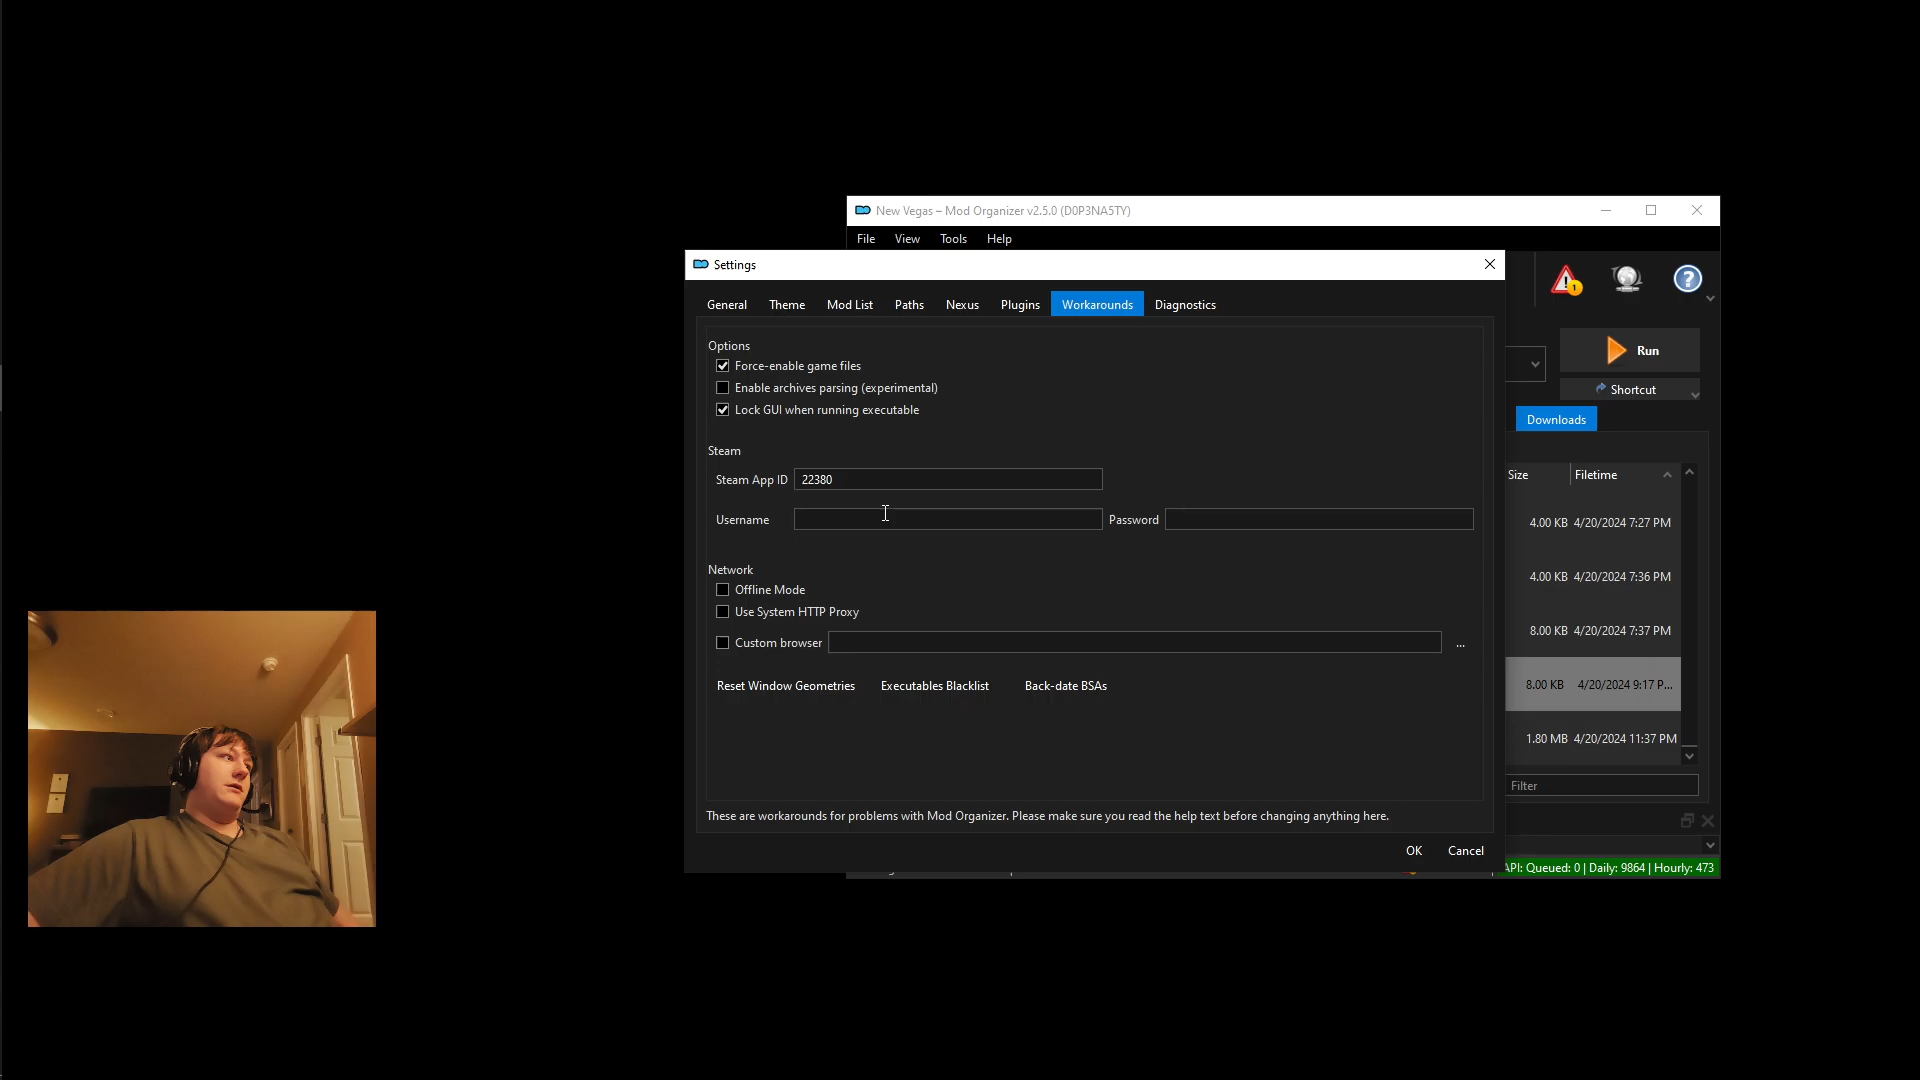 New Vegas – Mod Organizer v2.5.0 (D0P3NA5TY)
File View Tools Help
Settings
General Theme Mod List Paths Nexus Plugins Workarounds Diagnostics
Options
Force-enable game files
Enable archives parsing (experimental)
Lock GUI when running executable
Steam
Steam App ID 22380
Username Password
Network
Offline Mode
Use System HTTP Proxy
Custom browser ...
Reset Window Geometries Executables Blacklist Back-date BSAs
These are workarounds for problems with Mod Organizer. Please make sure you read the help text before changing anything here.
OK Cancel
1
?
Run
Shortcut
Downloads
Size Filetime
4.00 KB 4/20/2024 7:27 PM
4.00 KB 4/20/2024 7:36 PM
8.00 KB 4/20/2024 7:37 PM
8.00 KB 4/20/2024 9:17 P...
1.80 MB 4/20/2024 11:37 PM
Filter
API: Queued: 0 | Daily: 9864 | Hourly: 473